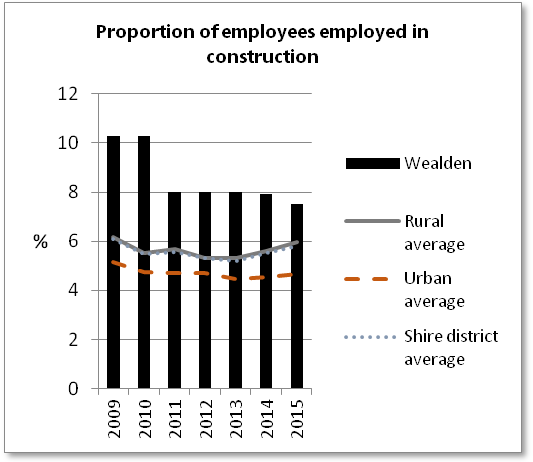 Proportion of employees employed in
construction
12
10
8
6
4
2
0
%
2009
2010
2011
2012
2013
2014
2015
Wealden
Rural
average
Urban
average
Shire district
average